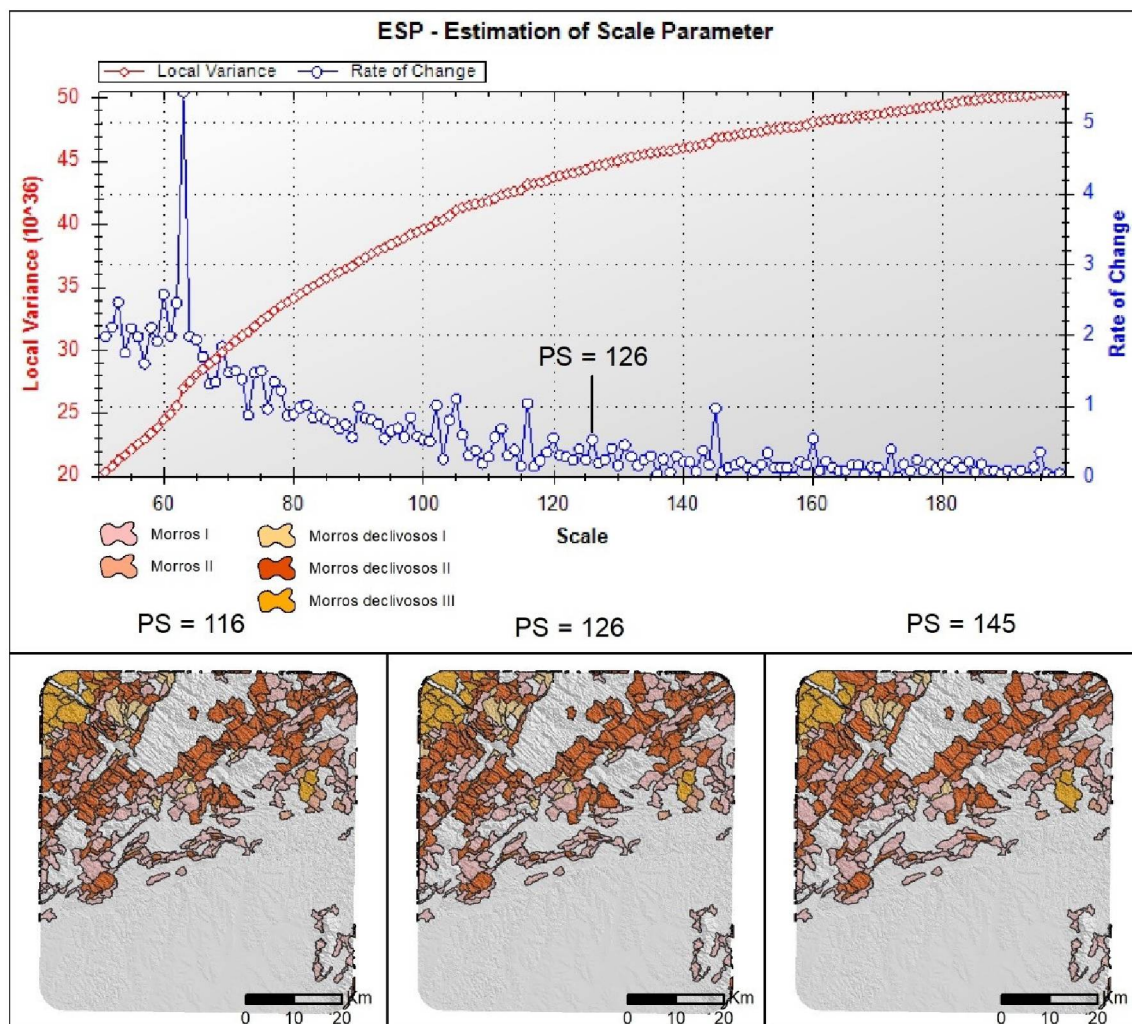 ESP - Estimation of Scale Parameter
Local Variance Rate of Change
50
45
40
35
30
25
20
Local Variance (10^36)
5
4
3
2
1
0
Rate of Change
PS = 126
60 80 100 120 140 160 180
Scale
Morros I Morros declivosos I
Morros II Morros declivosos II
Morros declivosos III
PS = 116 PS = 126 PS = 145
Km Km Km
0 10 20 0 10 20 0 10 20